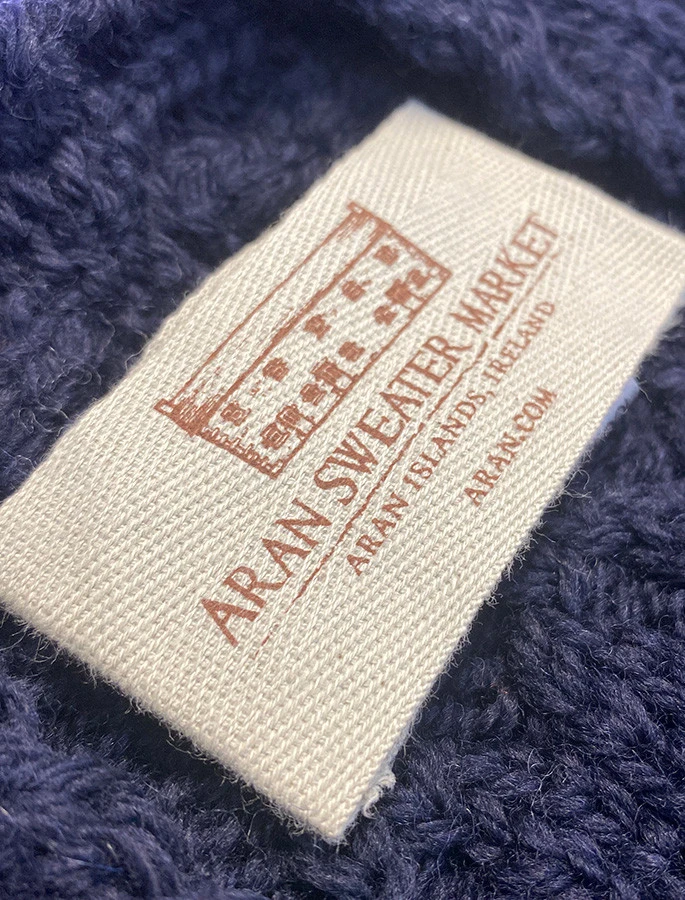 ARAN SWEATER MARKET
ARAN ISLANDS, IRELAND
ARAN.COM